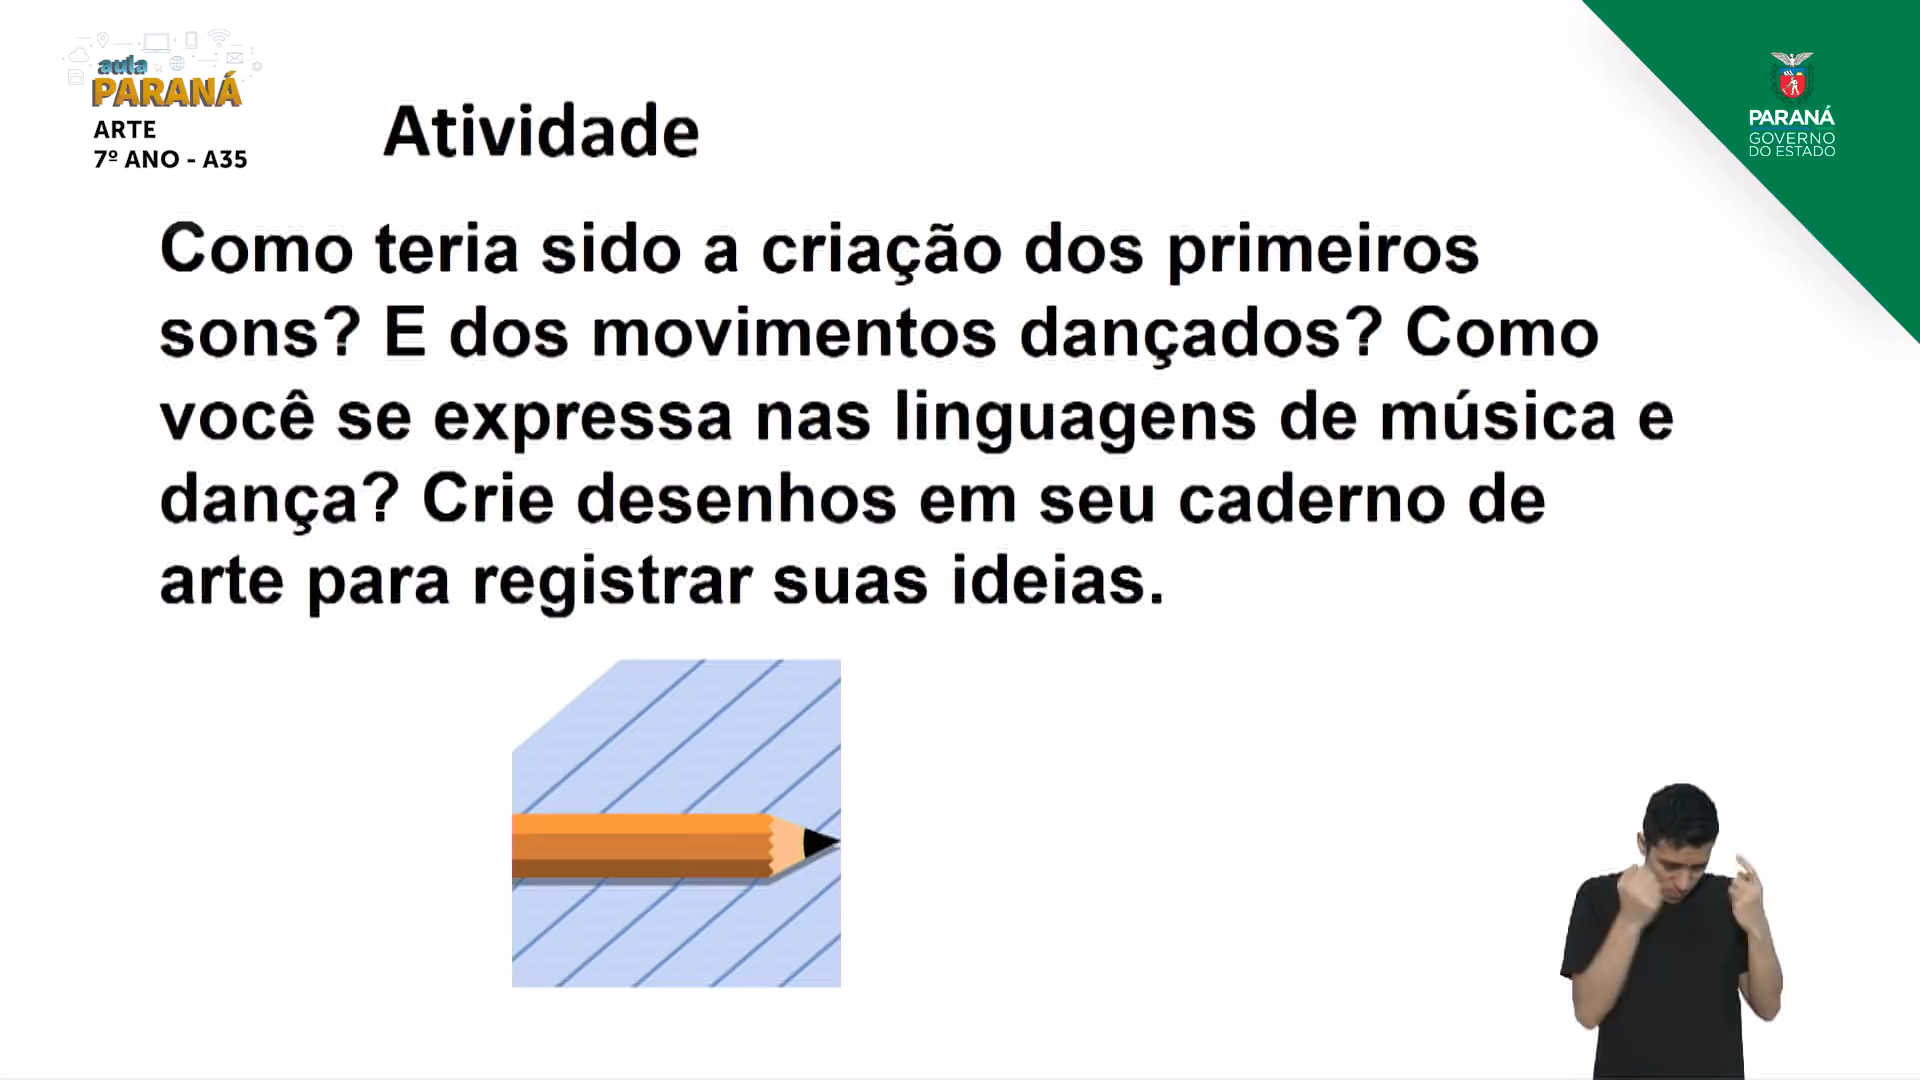 aula
PARANÁ
ARTE
7º ANO - A35
Atividade
PARANÁ
GOVERNO
DO ESTADO
Como teria sido a criação dos primeiros
sons? E dos movimentos dançados? Como
você se expressa nas linguagens de música e
dança? Crie desenhos em seu caderno de
arte para registrar suas ideias.